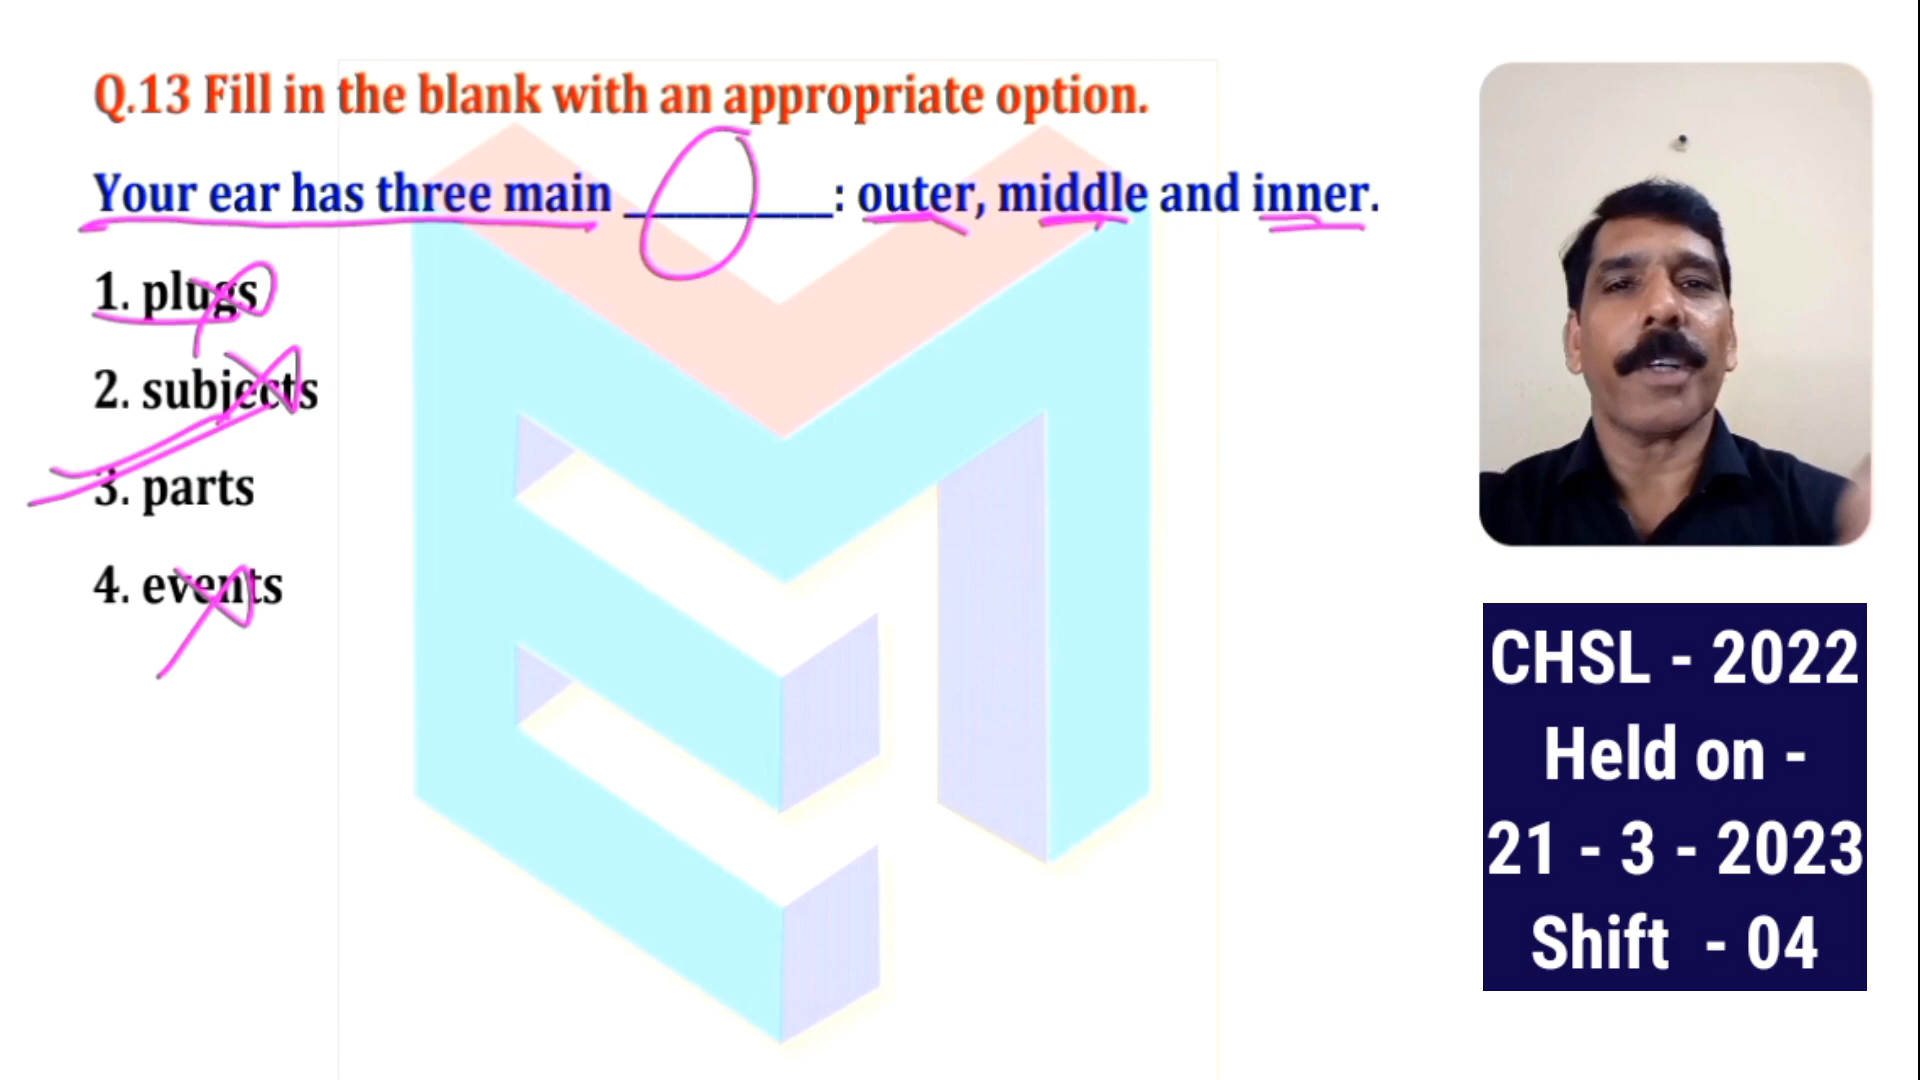 Q.13 Fill in the blank with an appropriate option.
Your ear has three main __________: outer, middle and inner.
1. plugs
2. subjects
3. parts
4. events
CHSL - 2022
Held on -
21 - 3 - 2023
Shift - 04